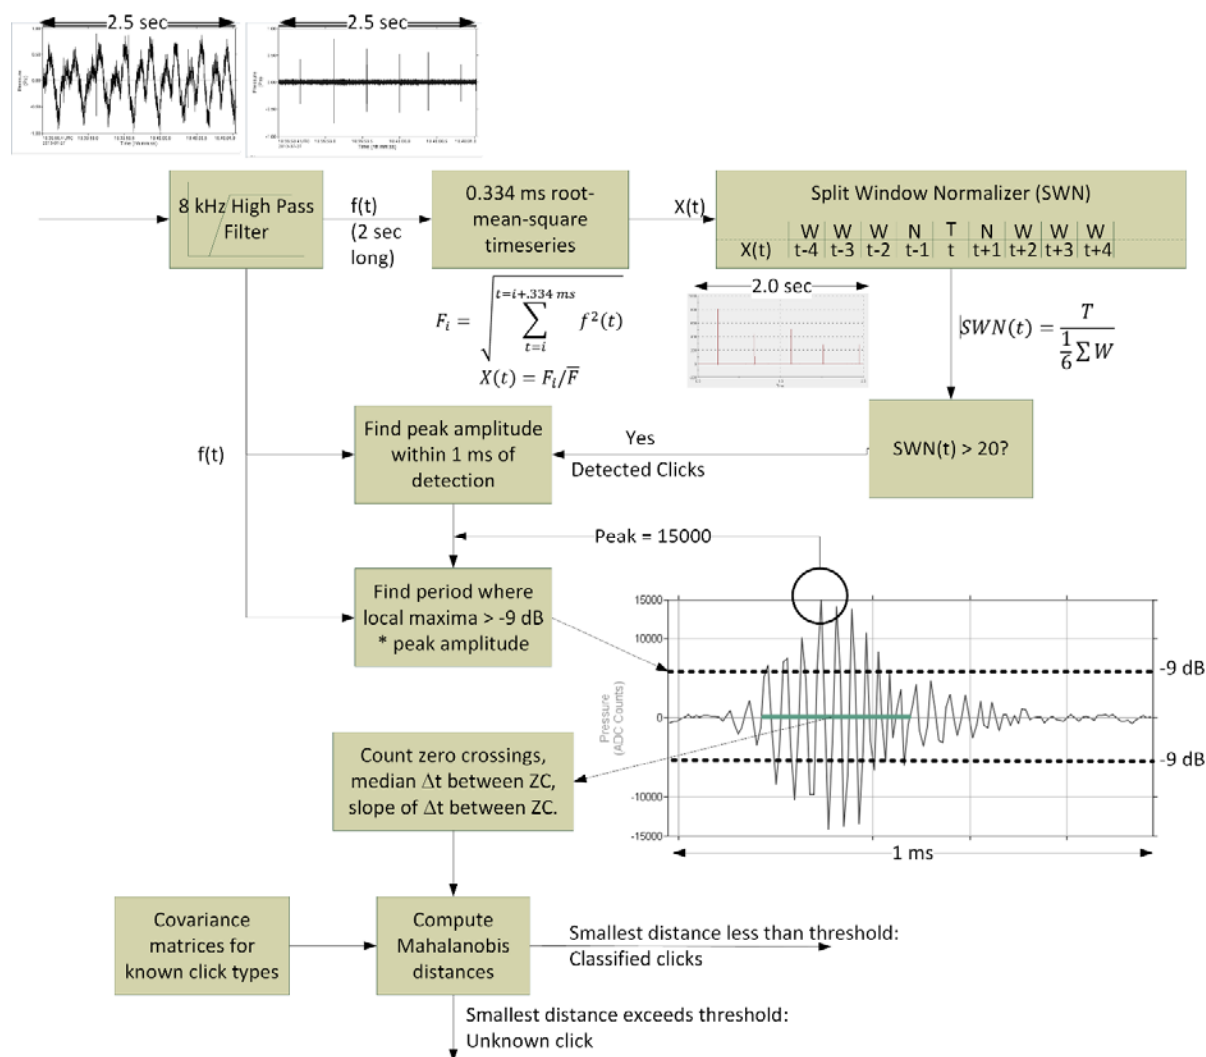 2.5 sec
2.5 sec
8 kHz High Pass
Filter
f(t)
(2 sec
long)
0.334 ms root-
mean-square
timeseries
X(t)
Split Window Normalizer (SWN)
W W W N T N W W W
X(t) t-4 t-3 t-2 t-1 t t+1 t+2 t+3 t+4
F_i = √(∑_{t=i}^{t=i+.334 ms} f²(t))
X(t) = F_i/F̅
2.0 sec
SWN(t) = T / (1/6 ∑ W)
f(t)
Find peak amplitude
within 1 ms of
detection
Yes
Detected Clicks
SWN(t) > 20?
Peak = 15000
Find period where
local maxima > -9 dB
* peak amplitude
15000
10000
0
-10000
-15000
Pressure
(ADC Counts)
-9 dB
-9 dB
1 ms
Count zero crossings,
median Δt between ZC,
slope of Δt between ZC.
Covariance
matrices for
known click types
Compute
Mahalanobis
distances
Smallest distance less than threshold:
Classified clicks
Smallest distance exceeds threshold:
Unknown click